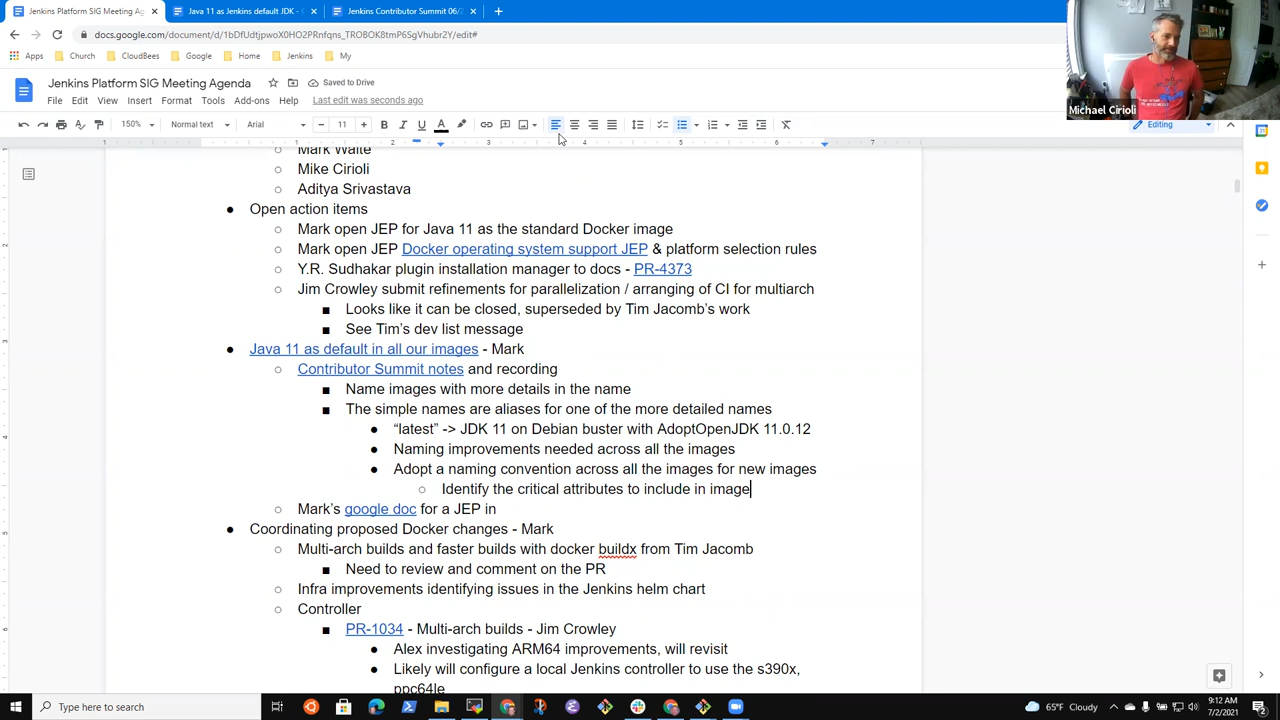 Jenkins Platform SIG Meeting Ag
Java 11 as Jenkins default JDK -
Jenkins Contributor Summit 06/2
docs.google.com/document/d/1bDfUdtjpwoX0HO2PRnfqns_TROBOK8tmP6SgVhubr2Y/edit#
Apps
Church
CloudBees
Google
Home
Jenkins
My
Jenkins Platform SIG Meeting Agenda
Saved to Drive
File Edit View Insert Format Tools Add-ons Help Last edit was seconds ago
150% Normal text Arial 11
Editing
Michael Cirioli
1 1 2 3 4 5 6 7
Mark Waite
○ Mike Cirioli
○ Aditya Srivastava
● Open action items
○ Mark open JEP for Java 11 as the standard Docker image
○ Mark open JEP Docker operating system support JEP & platform selection rules
○ Y.R. Sudhakar plugin installation manager to docs - PR-4373
○ Jim Crowley submit refinements for parallelization / arranging of CI for multiarch
■ Looks like it can be closed, superseded by Tim Jacomb's work
■ See Tim's dev list message
● Java 11 as default in all our images - Mark
○ Contributor Summit notes and recording
■ Name images with more details in the name
■ The simple names are aliases for one of the more detailed names
● “latest” -> JDK 11 on Debian buster with AdoptOpenJDK 11.0.12
● Naming improvements needed across all the images
● Adopt a naming convention across all the images for new images
○ Identify the critical attributes to include in image
○ Mark's google doc for a JEP in
● Coordinating proposed Docker changes - Mark
○ Multi-arch builds and faster builds with docker buildx from Tim Jacomb
■ Need to review and comment on the PR
○ Infra improvements identifying issues in the Jenkins helm chart
○ Controller
■ PR-1034 - Multi-arch builds - Jim Crowley
● Alex investigating ARM64 improvements, will revisit
● Likely will configure a local Jenkins controller to use the s390x,
ppc64le
Type here to search
65°F Cloudy
9:12 AM
7/2/2021